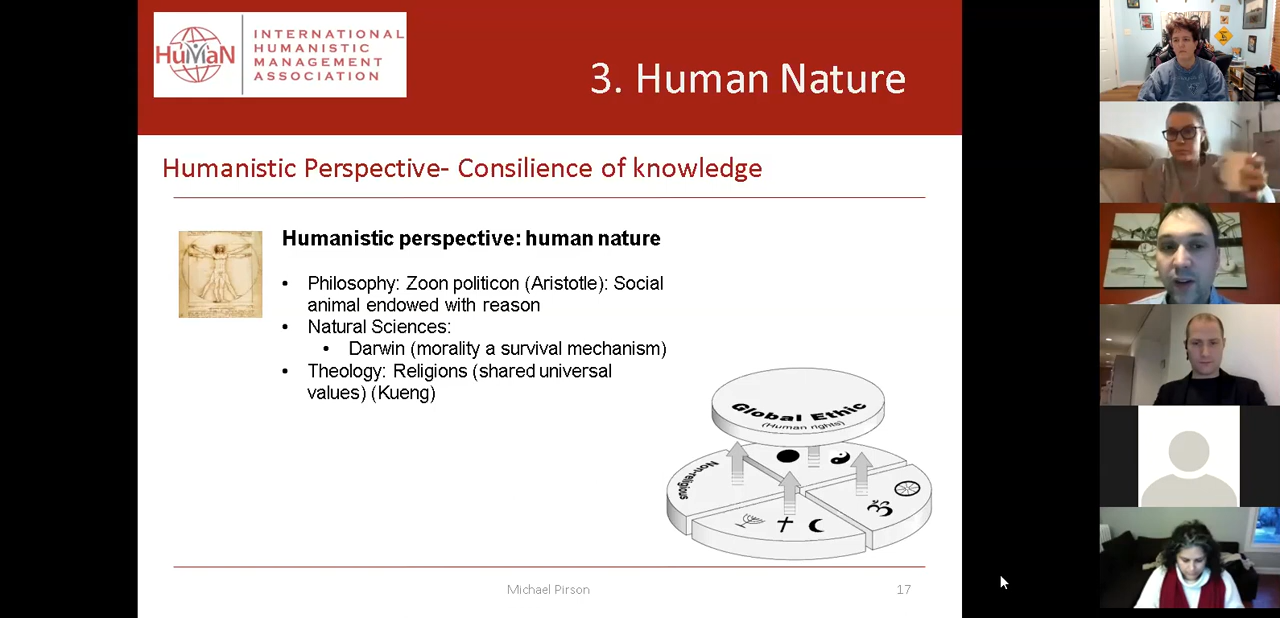 HuMaN
INTERNATIONAL
HUMANISTIC
MANAGEMENT
ASSOCIATION
3. Human Nature
Humanistic Perspective- Consilience of knowledge
Humanistic perspective: human nature
• Philosophy: Zoon politicon (Aristotle): Social
animal endowed with reason
• Natural Sciences:
• Darwin (morality a survival mechanism)
• Theology: Religions (shared universal
values) (Kueng)
Global Ethic
(Human rights)
Non-religious
Michael Pirson
17